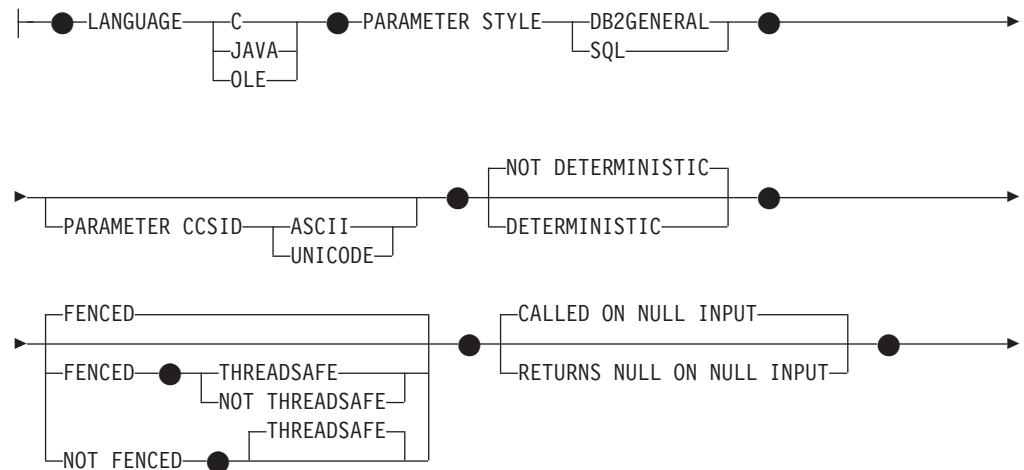 LANGUAGE C PARAMETER STYLE DB2GENERAL
JAVA SQL
OLE
NOT DETERMINISTIC
PARAMETER CCSID ASCII DETERMINISTIC
UNICODE
FENCED CALLED ON NULL INPUT
FENCED THREADSAFE RETURNS NULL ON NULL INPUT
NOT THREADSAFE
THREADSAFE
NOT FENCED